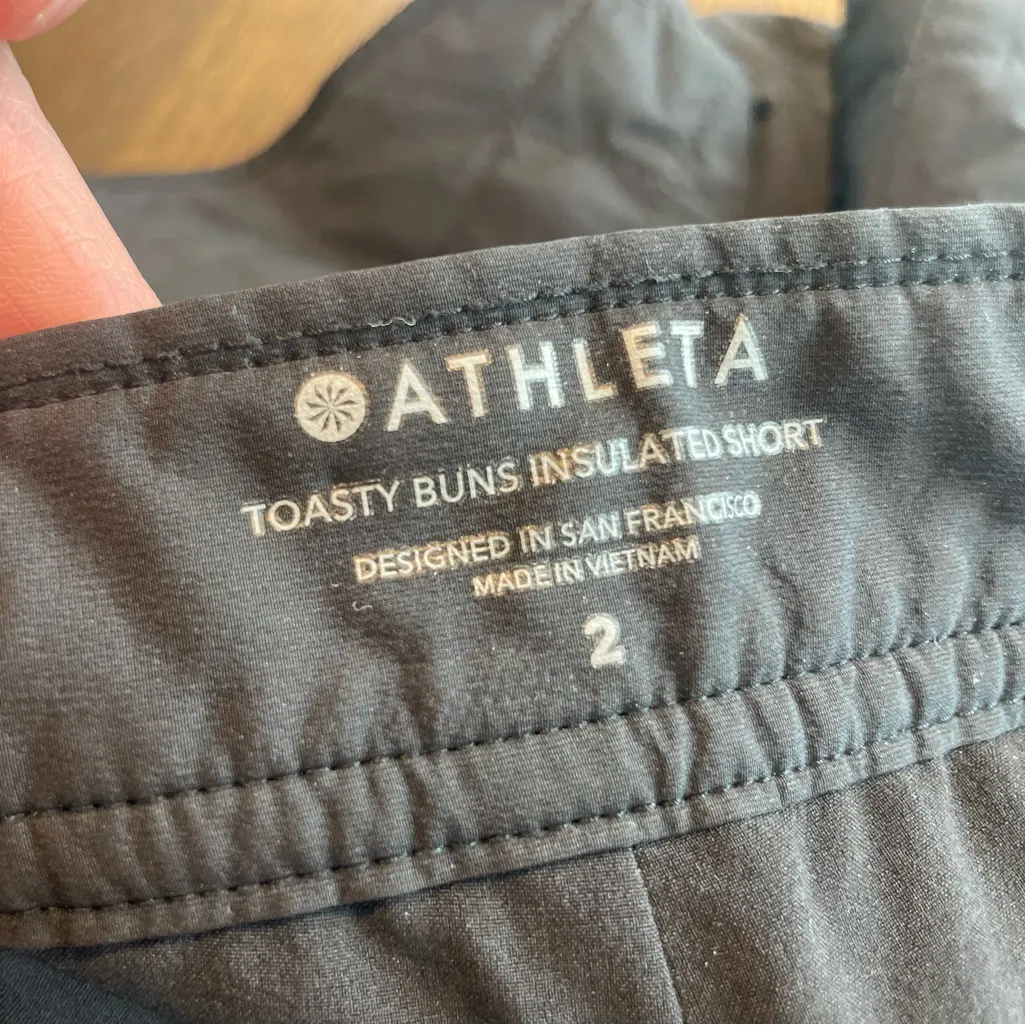 ATHLETA
TOASTY BUNS INSULATED SHORT
DESIGNED IN SAN FRANCISCO
MADE IN VIETNAM
2